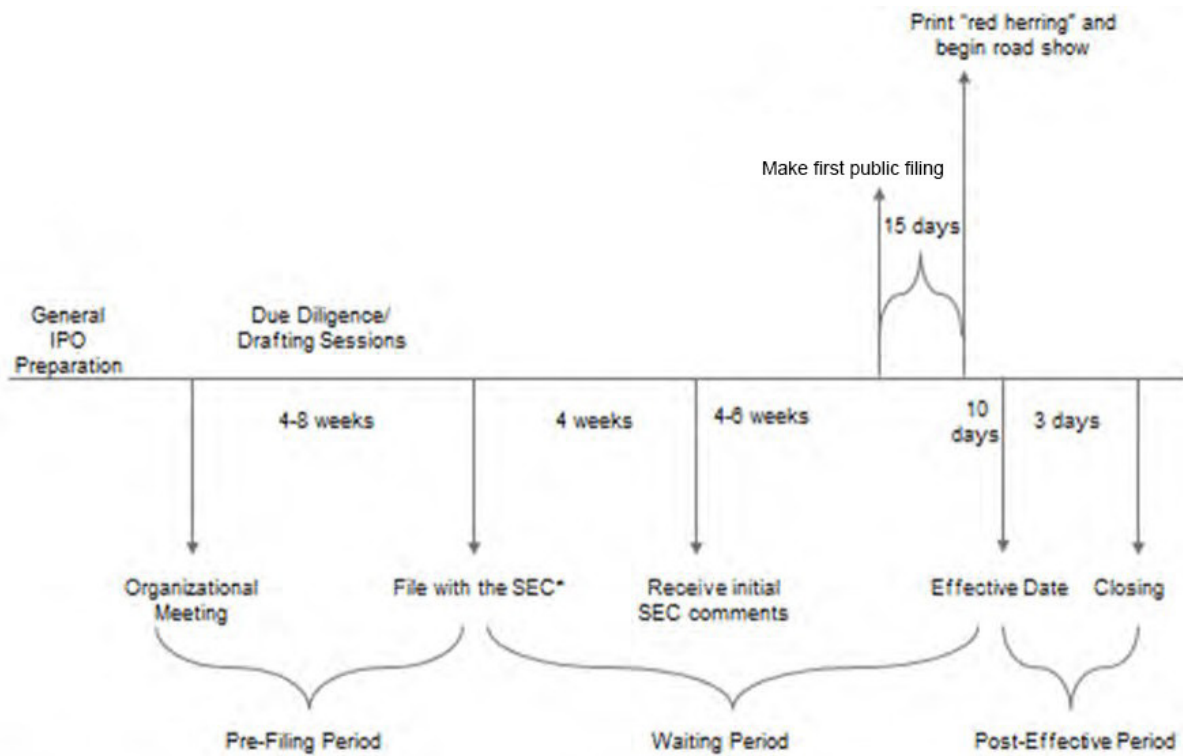 Print "red herring" and
begin road show
Make first public filing
15 days
General
IPO
Preparation
Due Diligence/
Drafting Sessions
4-8 weeks
4 weeks
4-6 weeks
10
days
3 days
Organizational
Meeting
File with the SEC*
Receive initial
SEC comments
Effective Date
Closing
Pre-Filing Period
Waiting Period
Post-Effective Period